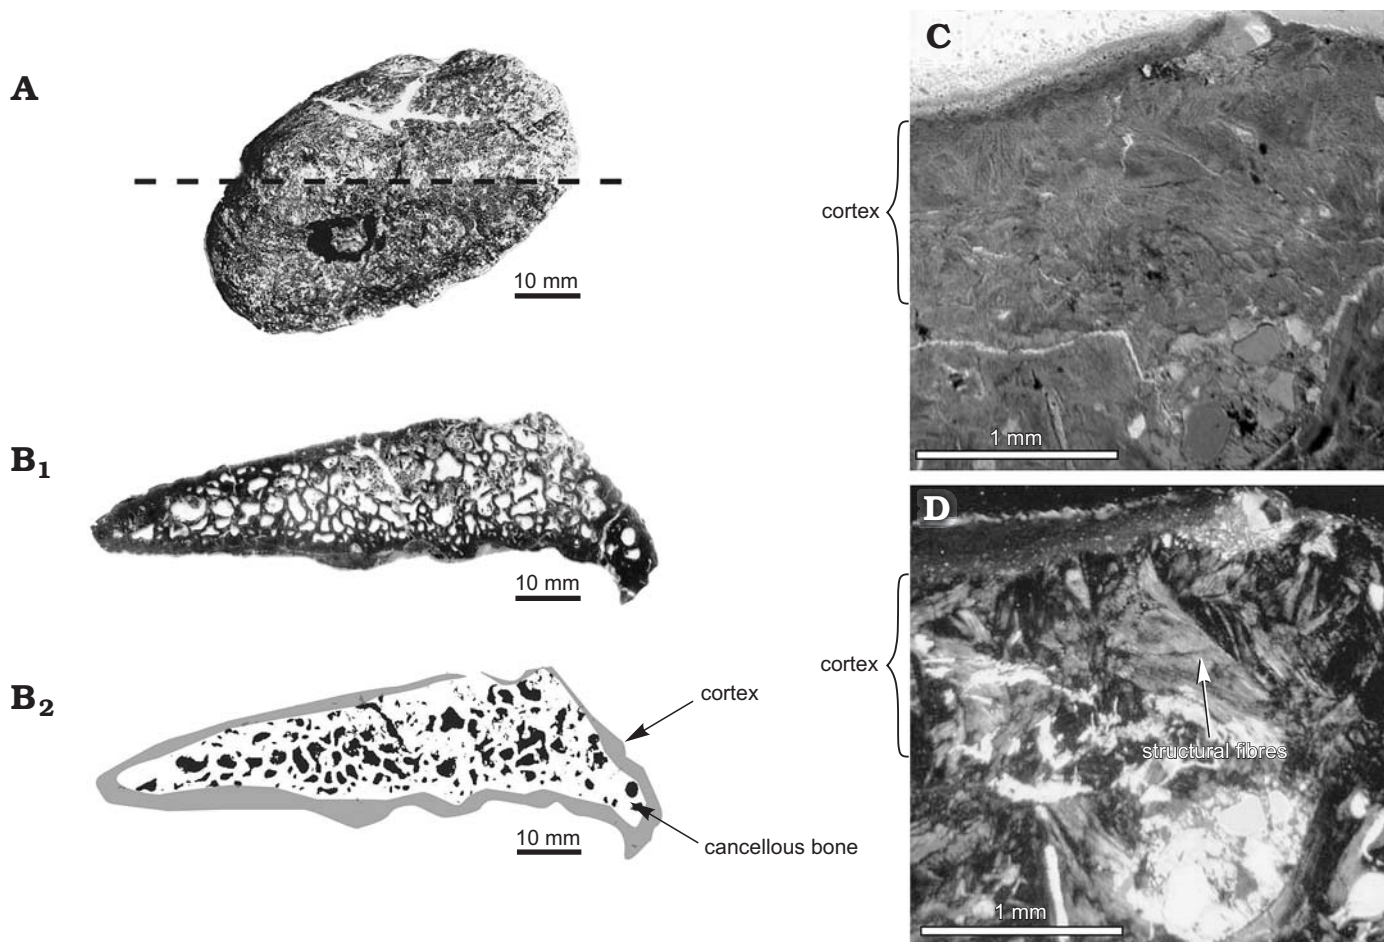 A
10 mm
B1
10 mm
B2
cortex
cancellous bone
10 mm
C
cortex
1 mm
D
cortex
structural fibres
1 mm